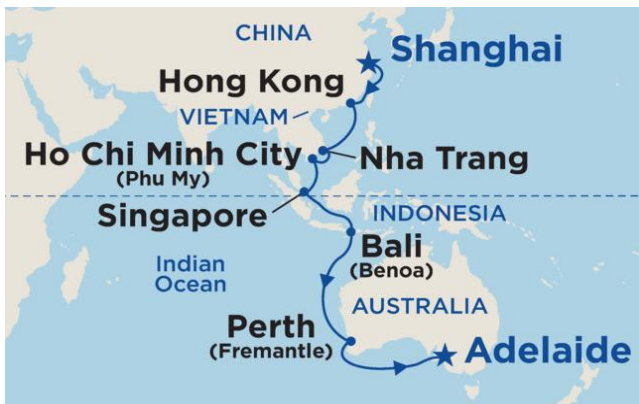 CHINA
Shanghai
Hong Kong
VIETNAM
Ho Chi Minh City
(Phu My)
Nha Trang
Singapore
INDONESIA
Bali
(Benoa)
Indian
Ocean
AUSTRALIA
Perth
(Fremantle)
Adelaide